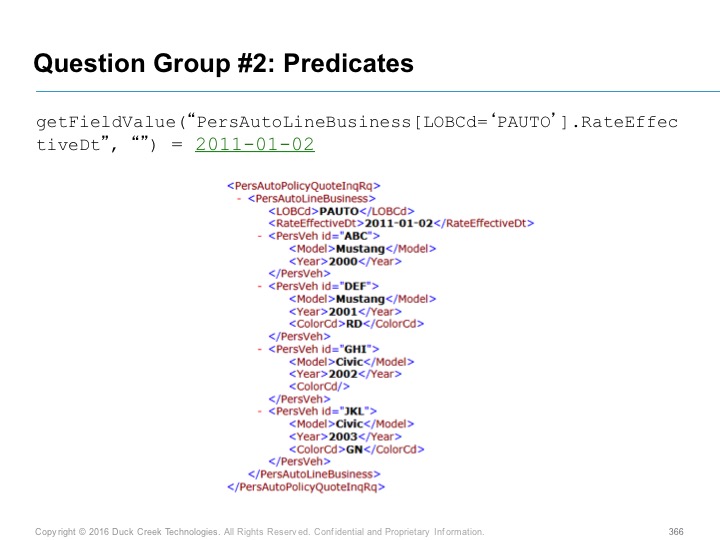 Question Group #2: Predicates
getFieldValue(“PersAutoLineBusiness[LOBCd=‘PAUTO’].RateEffec
tiveDt”, “”) = 2011-01-02
<PersAutoPolicyQuoteInqRq>
- <PersAutoLineBusiness>
<LOBCd>PAUTO</LOBCd>
<RateEffectiveDt>2011-01-02</RateEffectiveDt>
- <PersVeh id="ABC">
<Model>Mustang</Model>
<Year>2000</Year>
</PersVeh>
- <PersVeh id="DEF">
<Model>Mustang</Model>
<Year>2001</Year>
<ColorCd>RD</ColorCd>
</PersVeh>
- <PersVeh id="GHI">
<Model>Civic</Model>
<Year>2002</Year>
<ColorCd/>
</PersVeh>
- <PersVeh id="JKL">
<Model>Civic</Model>
<Year>2003</Year>
<ColorCd>GN</ColorCd>
</PersVeh>
</PersAutoLineBusiness>
</PersAutoPolicyQuoteInqRq>
Copyright © 2016 Duck Creek Technologies. All Rights Reserved. Confidential and Proprietary Information. 366